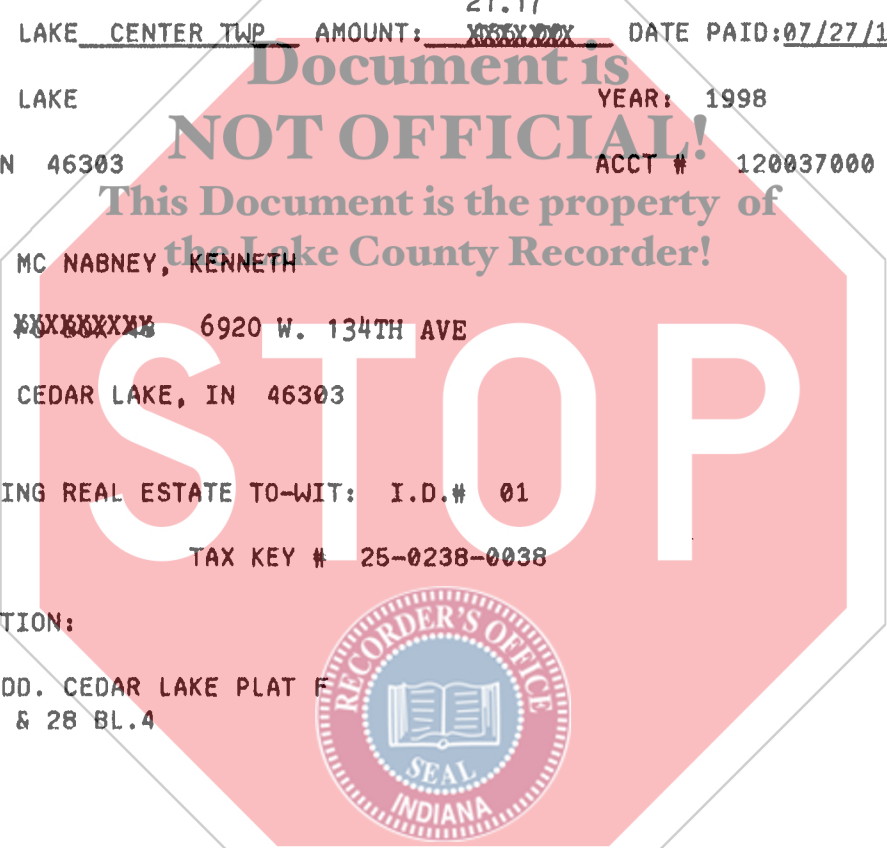 21.17
LAKE CENTER TWP AMOUNT: DATE PAID:07/27/1
Document is
LAKE YEAR: 1998
NOT OFFICIAL!
N 46303 ACCT # 120037000
This Document is the property of
the Lake County Recorder!
MC NABNEY, KENNETH
6920 W. 134TH AVE
CEDAR LAKE, IN 46303
STOP
ING REAL ESTATE TO-WIT: I.D.# 01
TAX KEY # 25-0238-0038
TION:
RECORDER'S OFFICE
DD. CEDAR LAKE PLAT F
& 28 BL.4
SEAL
INDIANA